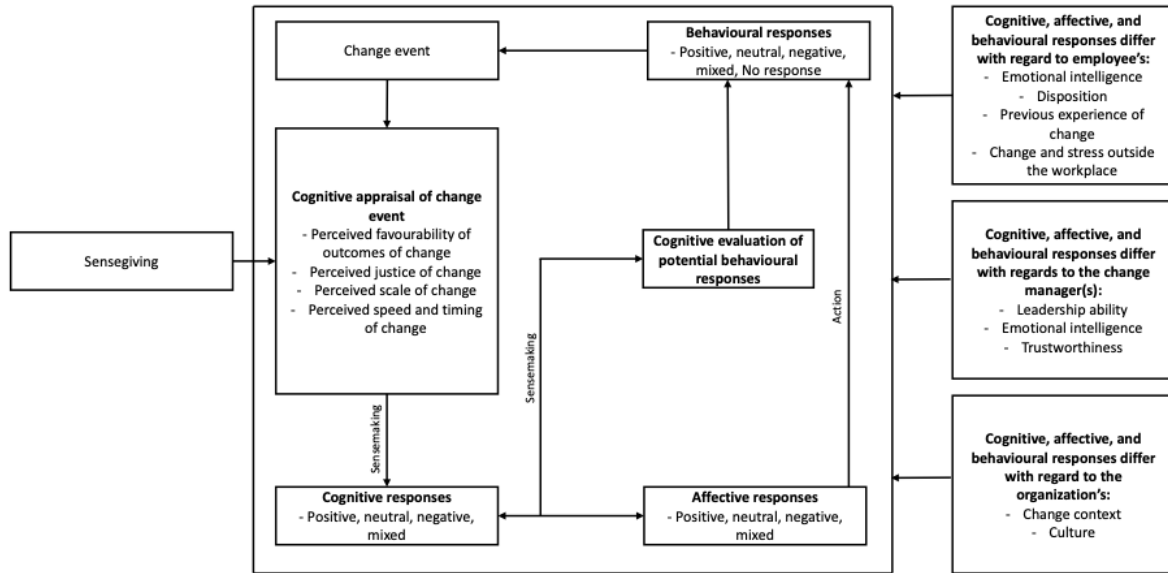 Change event
Behavioural responses
- Positive, neutral, negative,
mixed, No response
Cognitive appraisal of change
event
- Perceived favourability of
outcomes of change
- Perceived justice of change
- Perceived scale of change
- Perceived speed and timing
of change
Sensegiving
Cognitive evaluation of
potential behavioural
responses
Sensemaking
Sensemaking
Action
Cognitive responses
- Positive, neutral, negative,
mixed
Affective responses
- Positive, neutral, negative,
mixed
Cognitive, affective, and
behavioural responses differ
with regard to employee's:
- Emotional intelligence
- Disposition
- Previous experience of
change
- Change and stress outside
the workplace
Cognitive, affective, and
behavioural responses differ
with regards to the change
manager(s):
- Leadership ability
- Emotional intelligence
- Trustworthiness
Cognitive, affective, and
behavioural responses differ
with regard to the
organization's:
- Change context
- Culture